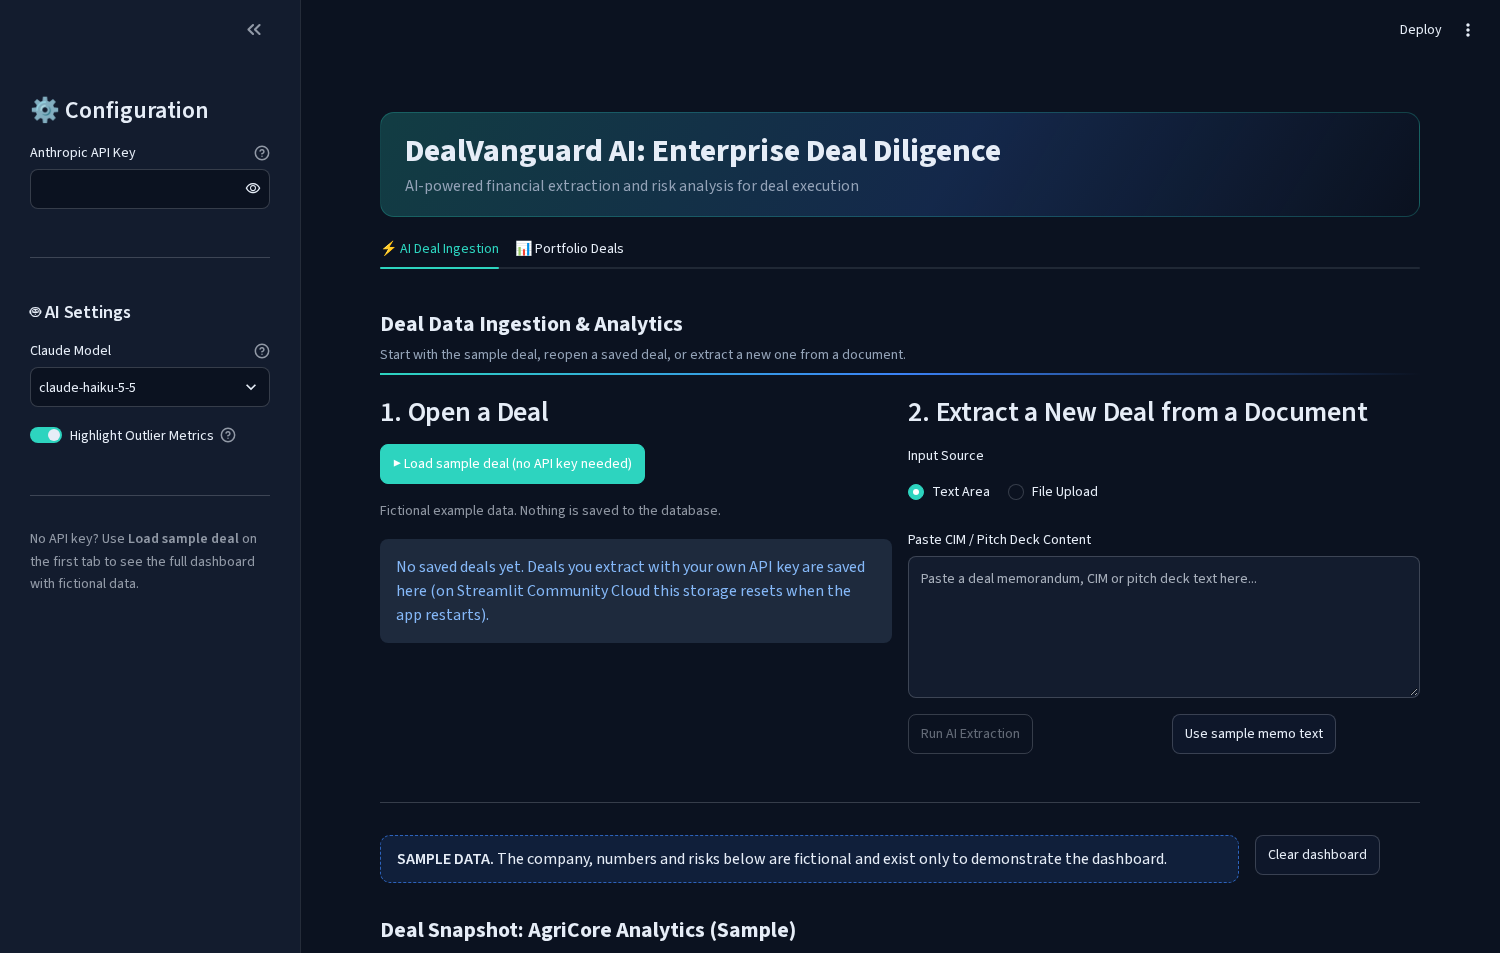 Deploy
⚙️ Configuration
Anthropic API Key
AI Settings
Claude Model
claude-haiku-5-5
Highlight Outlier Metrics
No API key? Use Load sample deal on
the first tab to see the full dashboard
with fictional data.
DealVanguard AI: Enterprise Deal Diligence
AI-powered financial extraction and risk analysis for deal execution
⚡ AI Deal Ingestion
📊 Portfolio Deals
Deal Data Ingestion & Analytics
Start with the sample deal, reopen a saved deal, or extract a new one from a document.
1. Open a Deal
▶ Load sample deal (no API key needed)
Fictional example data. Nothing is saved to the database.
No saved deals yet. Deals you extract with your own API key are saved
here (on Streamlit Community Cloud this storage resets when the
app restarts).
2. Extract a New Deal from a Document
Input Source
Text Area
File Upload
Paste CIM / Pitch Deck Content
Paste a deal memorandum, CIM or pitch deck text here...
Run AI Extraction
Use sample memo text
SAMPLE DATA. The company, numbers and risks below are fictional and exist only to demonstrate the dashboard.
Clear dashboard
Deal Snapshot: AgriCore Analytics (Sample)